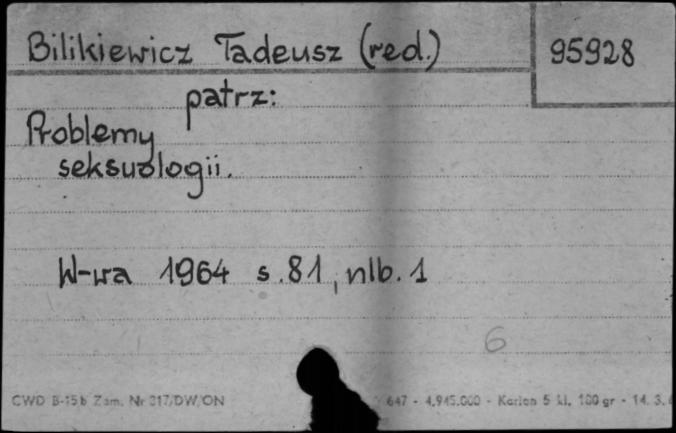 Bilikiewicz Tadeusz (red.) 95928
patrz:
Problemy
seksuologii.
W-wa 1964 s.81, nlb. 1
6
CWD B-15b Zam. Nr 317/DW/ON 647 - 4.945.000 - Karton 5 kl. 180 gr - 14. 3.